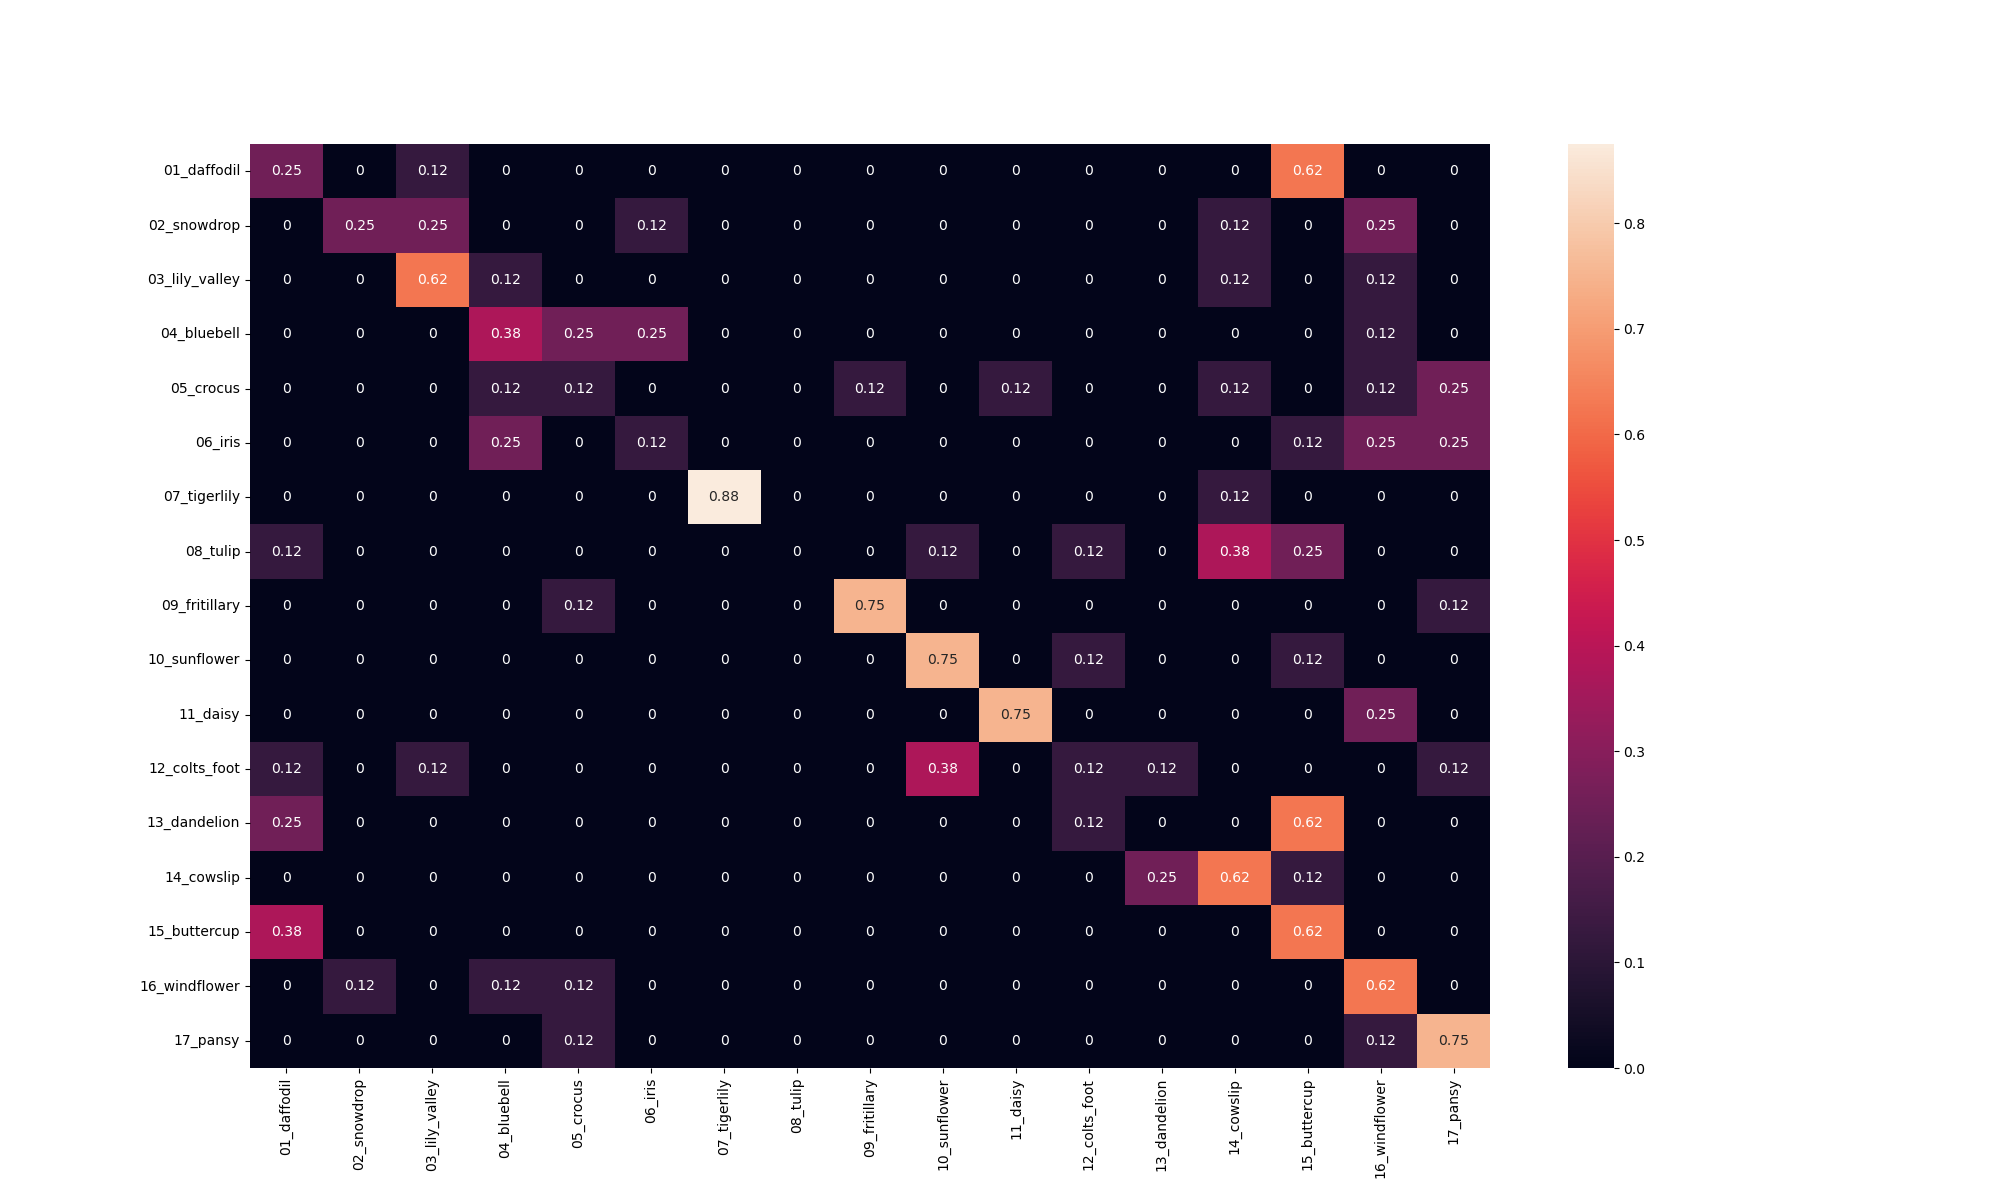 01_daffodil 0.25 0 0.12 0 0 0 0 0 0 0 0 0 0 0 0.62 0 0
02_snowdrop 0 0.25 0.25 0 0 0.12 0 0 0 0 0 0 0 0.12 0 0.25 0
03_lily_valley 0 0 0.62 0.12 0 0 0 0 0 0 0 0 0 0.12 0 0.12 0
04_bluebell 0 0 0 0.38 0.25 0.25 0 0 0 0 0 0 0 0 0 0.12 0
05_crocus 0 0 0 0.12 0.12 0 0 0 0.12 0 0.12 0 0 0.12 0 0.12 0.25
06_iris 0 0 0 0.25 0 0.12 0 0 0 0 0 0 0 0 0.12 0.25 0.25
07_tigerlily 0 0 0 0 0 0 0.88 0 0 0 0 0 0 0.12 0 0 0
08_tulip 0.12 0 0 0 0 0 0 0 0 0.12 0 0.12 0 0.38 0.25 0 0
09_fritillary 0 0 0 0 0.12 0 0 0 0.75 0 0 0 0 0 0 0 0.12
10_sunflower 0 0 0 0 0 0 0 0 0 0.75 0 0.12 0 0 0.12 0 0
11_daisy 0 0 0 0 0 0 0 0 0 0 0.75 0 0 0 0 0.25 0
12_colts_foot 0.12 0 0.12 0 0 0 0 0 0 0.38 0 0.12 0.12 0 0 0 0.12
13_dandelion 0.25 0 0 0 0 0 0 0 0 0 0 0.12 0 0 0.62 0 0
14_cowslip 0 0 0 0 0 0 0 0 0 0 0 0 0.25 0.62 0.12 0 0
15_buttercup 0.38 0 0 0 0 0 0 0 0 0 0 0 0 0 0.62 0 0
16_windflower 0 0.12 0 0.12 0.12 0 0 0 0 0 0 0 0 0 0 0.62 0
17_pansy 0 0 0 0 0.12 0 0 0 0 0 0 0 0 0 0 0.12 0.75
01_daffodil
02_snowdrop
03_lily_valley
04_bluebell
05_crocus
06_iris
07_tigerlily
08_tulip
09_fritillary
10_sunflower
11_daisy
12_colts_foot
13_dandelion
14_cowslip
15_buttercup
16_windflower
17_pansy
0.8
0.7
0.6
0.5
0.4
0.3
0.2
0.1
0.0